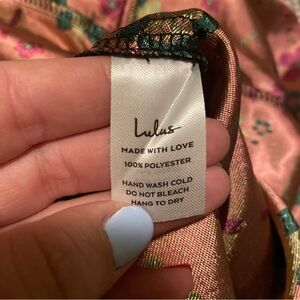 Lulus
MADE WITH LOVE
100% POLYESTER
HAND WASH COLD
DO NOT BLEACH
HANG TO DRY